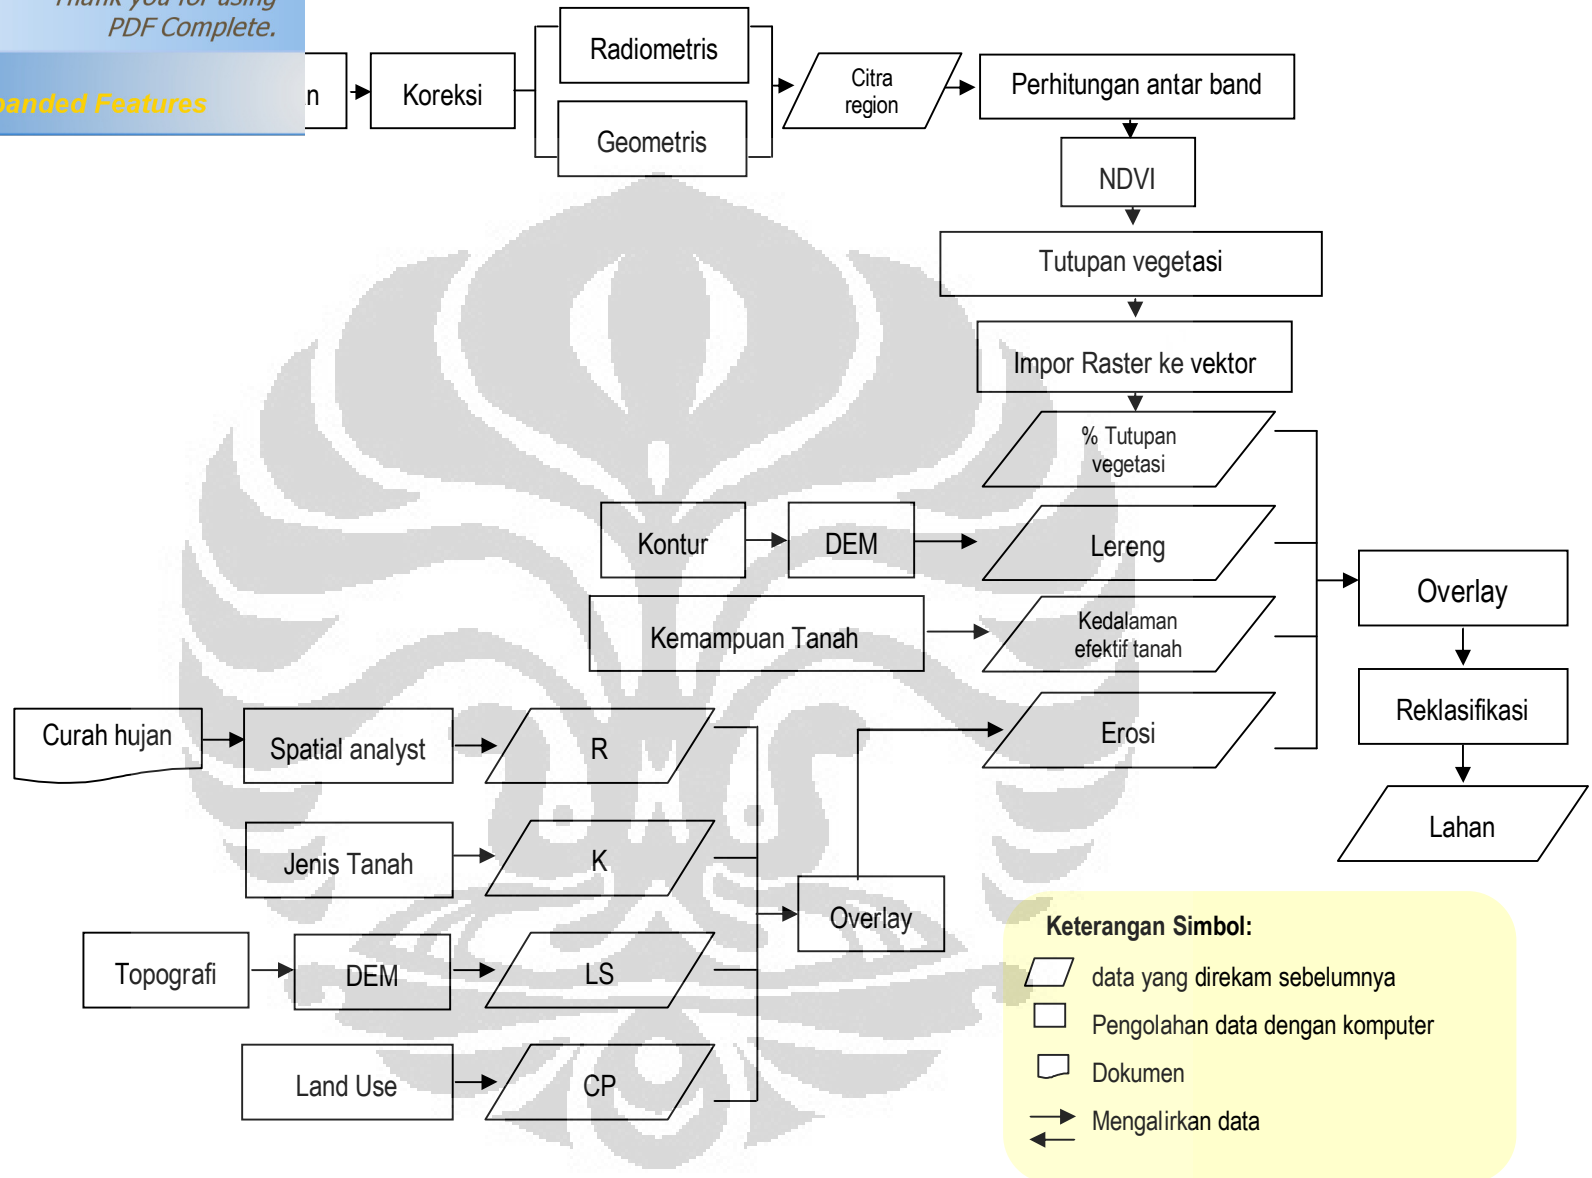 Thank you for using
PDF Complete.
Expanded Features
Koreksi
Radiometris
Geometris
Citra
region
Perhitungan antar band
NDVI
Tutupan vegetasi
Impor Raster ke vektor
% Tutupan
vegetasi
Kontur
DEM
Lereng
Kemampuan Tanah
Kedalaman
efektif tanah
Overlay
Reklasifikasi
Lahan
Curah hujan
Spatial analyst
R
Erosi
Jenis Tanah
K
Overlay
Topografi
DEM
LS
Land Use
CP
Keterangan Simbol:
data yang direkam sebelumnya
Pengolahan data dengan komputer
Dokumen
Mengalirkan data